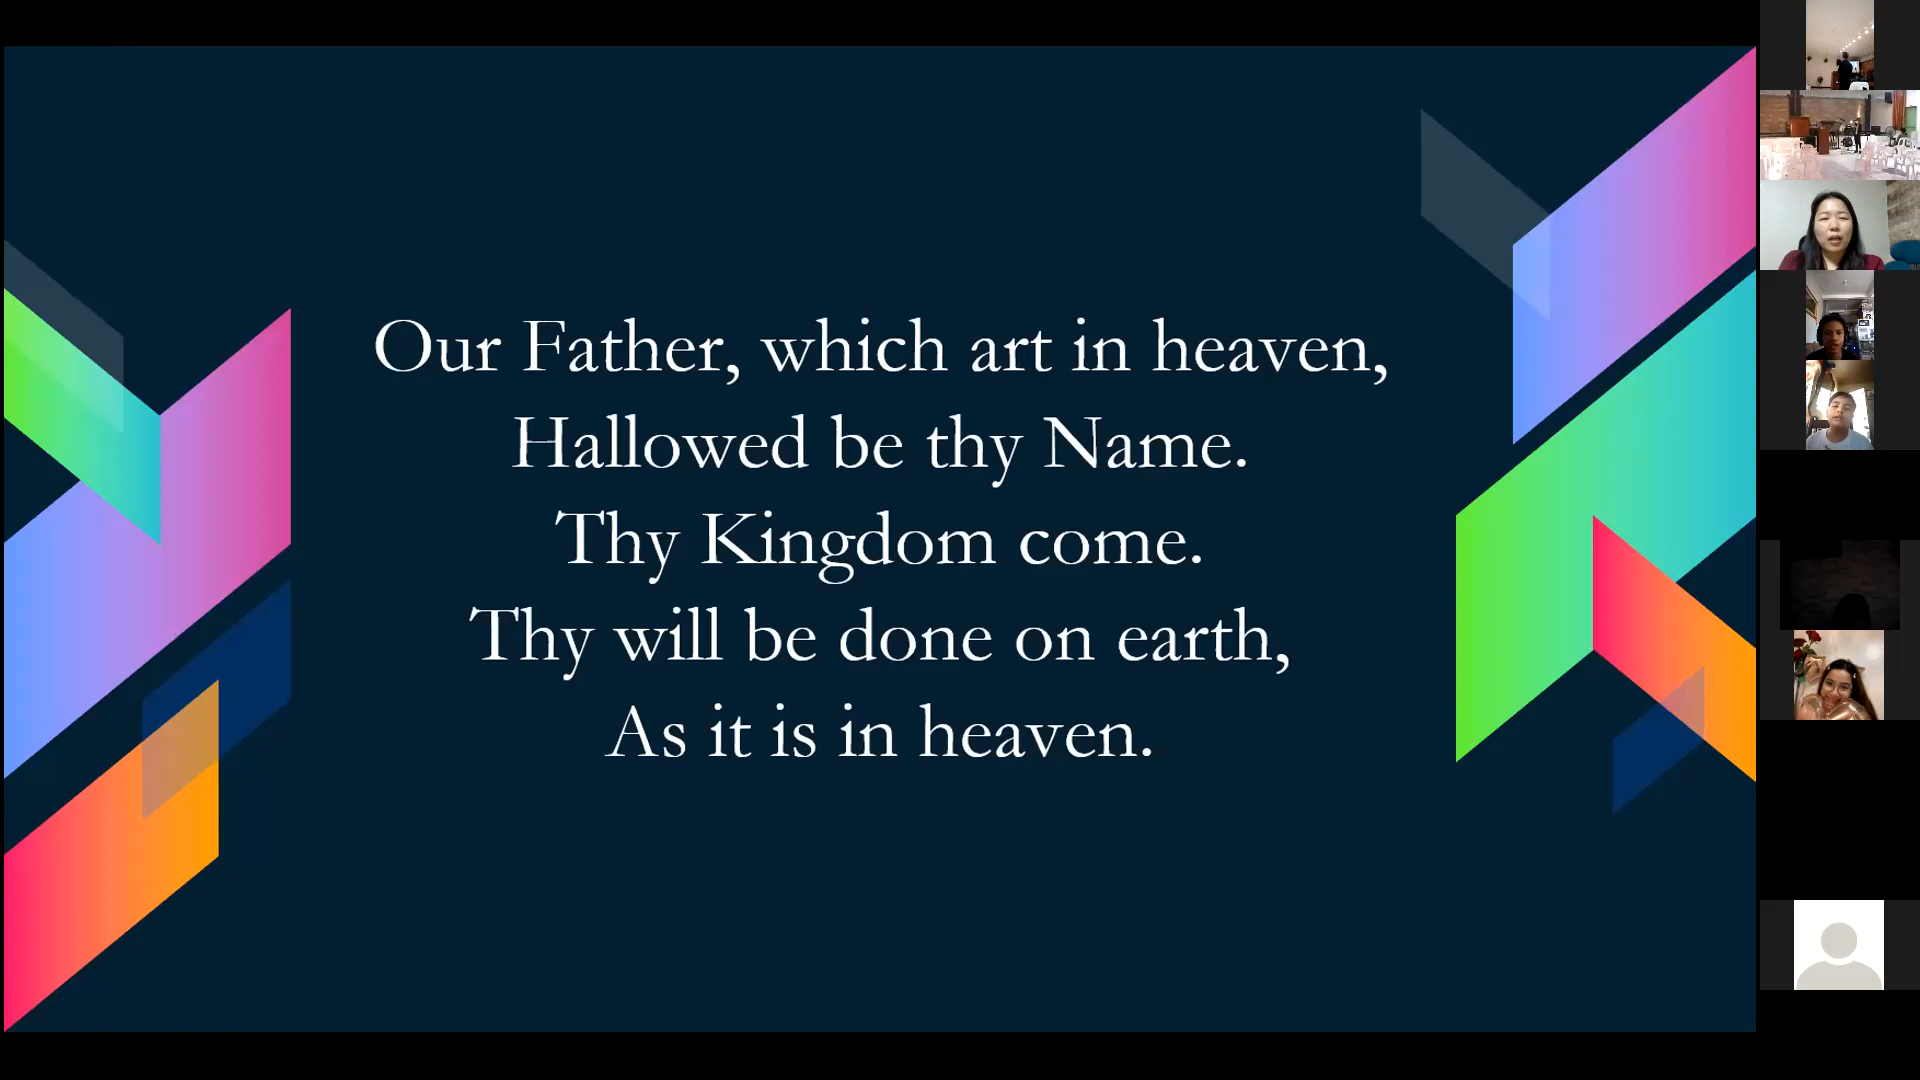 Our Father, which art in heaven,
Hallowed be thy Name.
Thy Kingdom come.
Thy will be done on earth,
As it is in heaven.